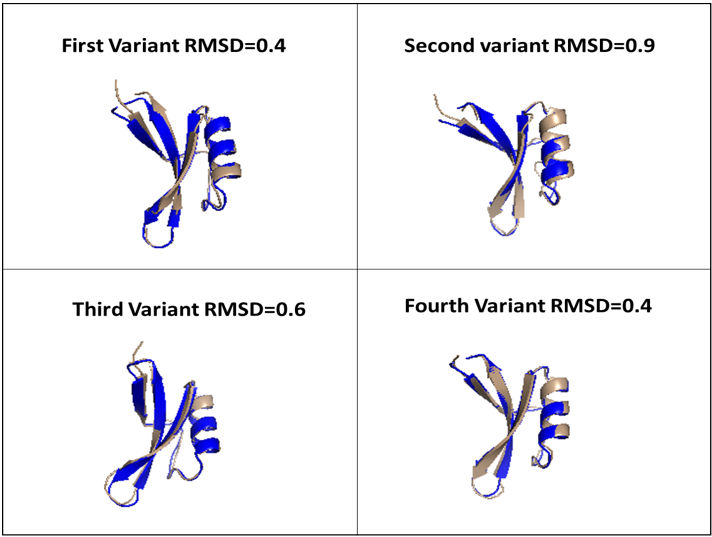 First Variant RMSD=0.4
Second variant RMSD=0.9
Third Variant RMSD=0.6
Fourth Variant RMSD=0.4